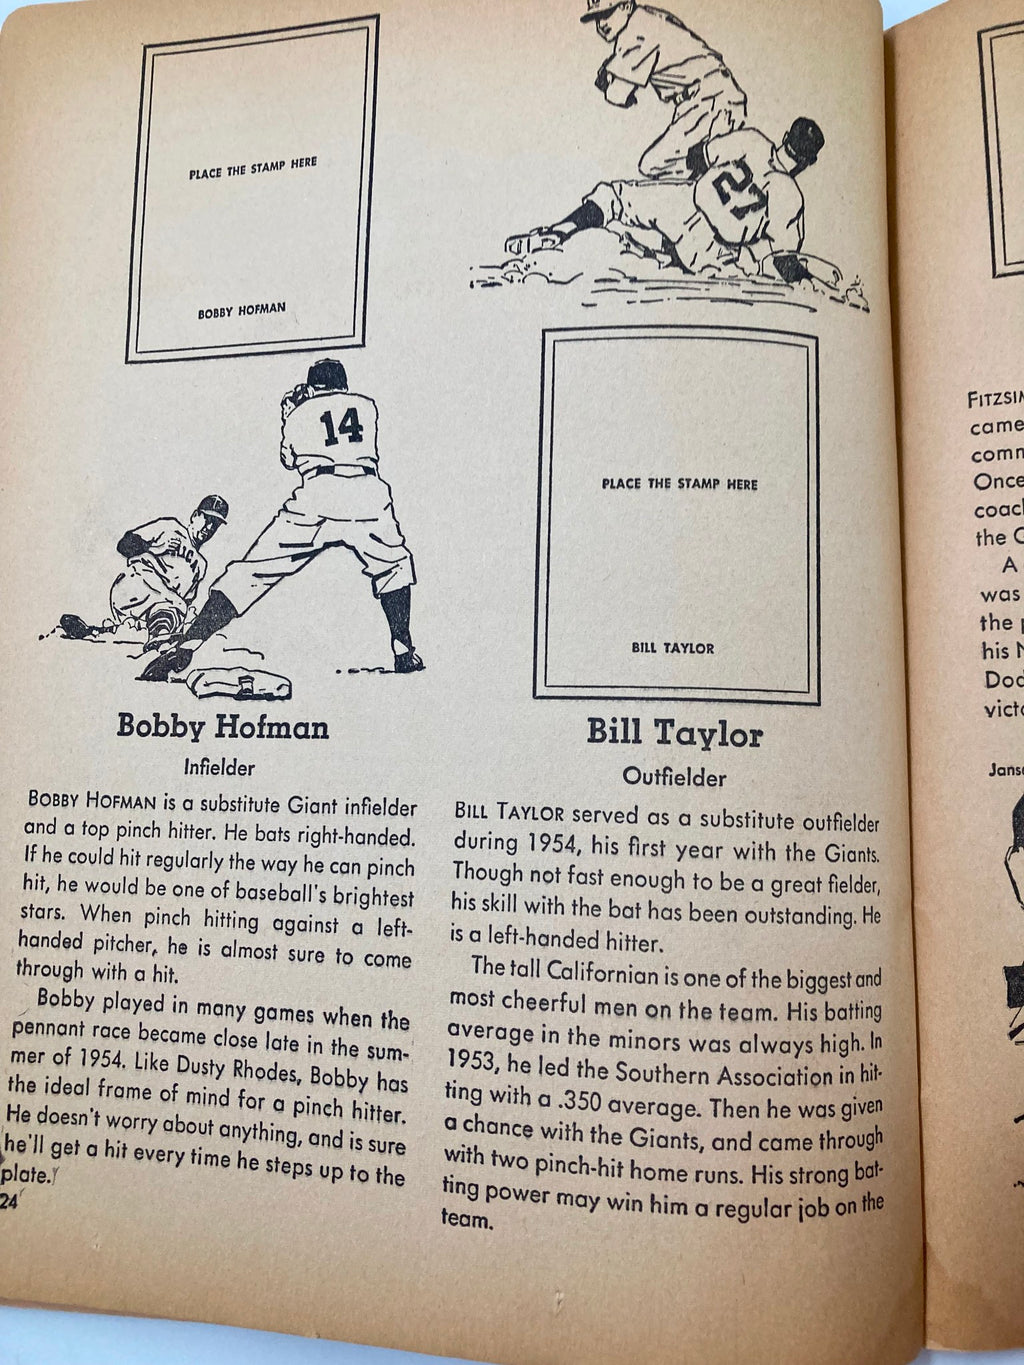 PLACE THE STAMP HERE
BOBBY HOFMAN
14
Bobby Hofman
Infielder
BOBBY HOFMAN is a substitute Giant infielder
and a top pinch hitter. He bats right-handed.
If he could hit regularly the way he can pinch
hit, he would be one of baseball's brightest
stars. When pinch hitting against a left-
handed pitcher, he is almost sure to come
through with a hit.
Bobby played in many games when the
pennant race became close late in the sum-
mer of 1954. Like Dusty Rhodes, Bobby has
the ideal frame of mind for a pinch hitter.
He doesn't worry about anything, and is sure
he'll get a hit every time he steps up to the
plate.
24
27
PLACE THE STAMP HERE
BILL TAYLOR
Bill Taylor
Outfielder
BILL TAYLOR served as a substitute outfielder
during 1954, his first year with the Giants.
Though not fast enough to be a great fielder,
his skill with the bat has been outstanding. He
is a left-handed hitter.
The tall Californian is one of the biggest and
most cheerful men on the team. His batting
average in the minors was always high. In
1953, he led the Southern Association in hit-
ting with a .350 average. Then he was given
a chance with the Giants, and came through
with two pinch-hit home runs. His strong bat-
ting power may win him a regular job on the
team.
came
Once
the
A
was
the
his